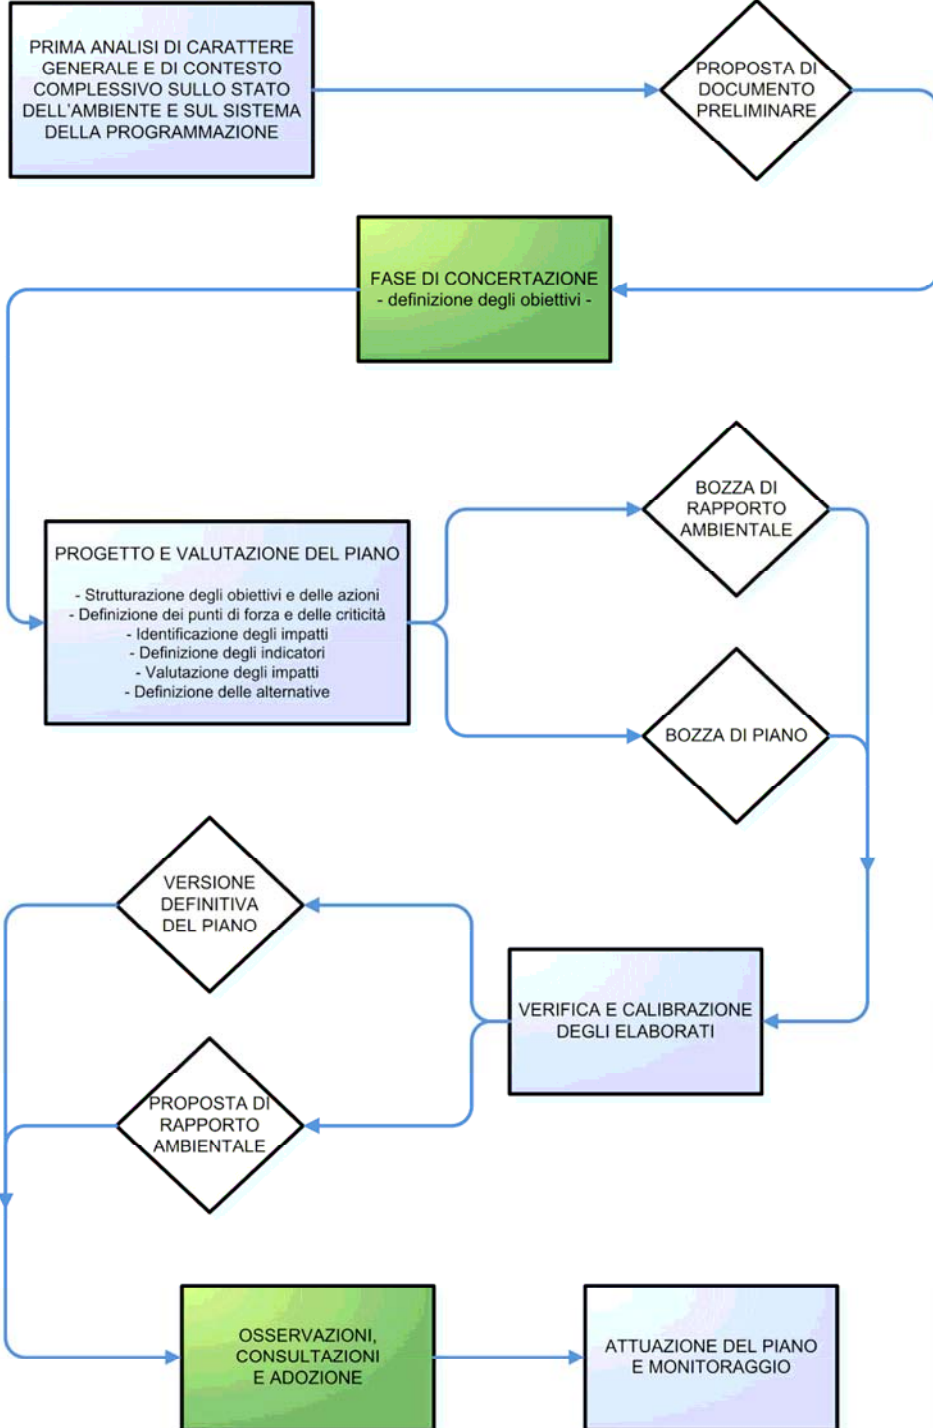 PRIMA ANALISI DI CARATTERE
GENERALE E DI CONTESTO
COMPLESSIVO SULLO STATO
DELL'AMBIENTE E SUL SISTEMA
DELLA PROGRAMMAZIONE
PROPOSTA DI
DOCUMENTO
PRELIMINARE
FASE DI CONCERTAZIONE
- definizione degli obiettivi -
BOZZA DI
RAPPORTO
AMBIENTALE
PROGETTO E VALUTAZIONE DEL PIANO
- Strutturazione degli obiettivi e delle azioni
- Definizione dei punti di forza e delle criticità
- Identificazione degli impatti
- Definizione degli indicatori
- Valutazione degli impatti
- Definizione delle alternative
BOZZA DI PIANO
VERSIONE
DEFINITIVA
DEL PIANO
VERIFICA E CALIBRAZIONE
DEGLI ELABORATI
PROPOSTA DI
RAPPORTO
AMBIENTALE
OSSERVAZIONI,
CONSULTAZIONI
E ADOZIONE
ATTUAZIONE DEL PIANO
E MONITORAGGIO